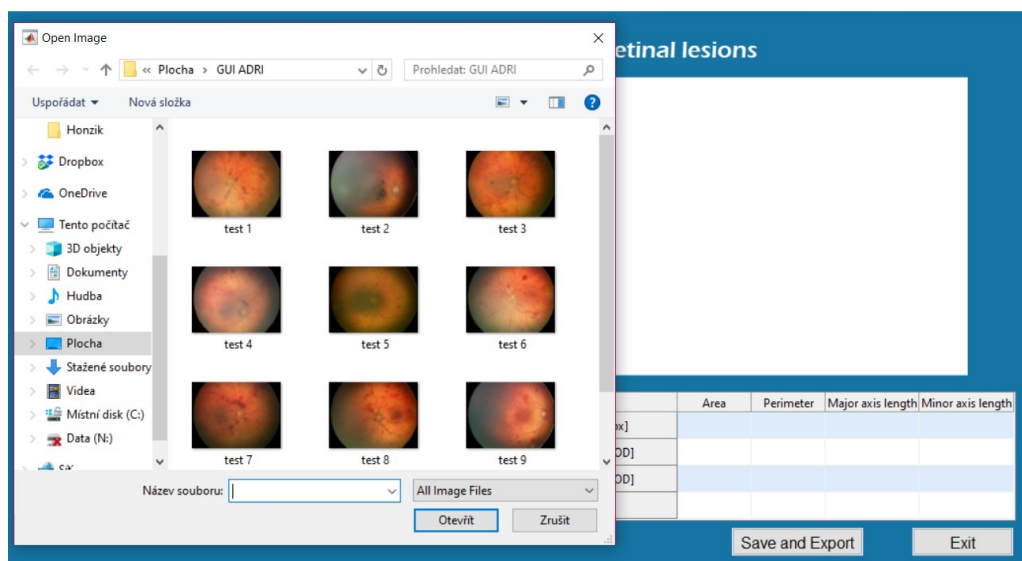 Open Image
etinal lesions
« Plocha > GUI ADRI
Prohledat: GUI ADRI
Uspořádat
Nová složka
Honzik
Dropbox
OneDrive
Tento počítač
3D objekty
Dokumenty
Hudba
Obrázky
Plocha
Stažené soubory
Videa
Místní disk (C:)
Data (N:)
test 1
test 2
test 3
test 4
test 5
test 6
test 7
test 8
test 9
Název souboru:
All Image Files
Otevřít
Zrušit
Area Perimeter Major axis length Minor axis length
ox]
OD]
OD]
Save and Export
Exit